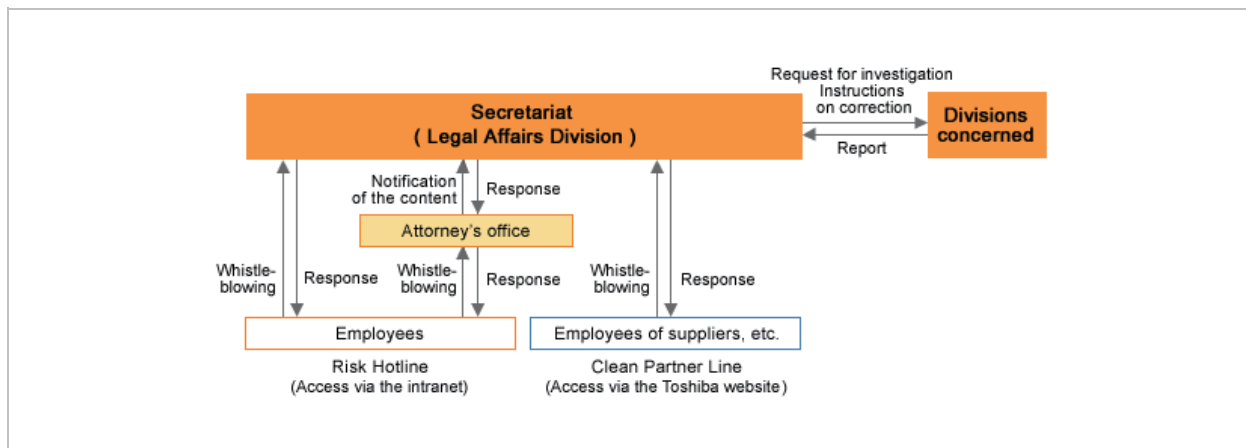 Request for investigation
Instructions
on correction
Secretariat
( Legal Affairs Division )
Divisions
concerned
Report
Notification
of the content
Response
Attorney's office
Whistle-
blowing
Response
Whistle-
blowing
Response
Whistle-
blowing
Response
Employees
Employees of suppliers, etc.
Risk Hotline
(Access via the intranet)
Clean Partner Line
(Access via the Toshiba website)